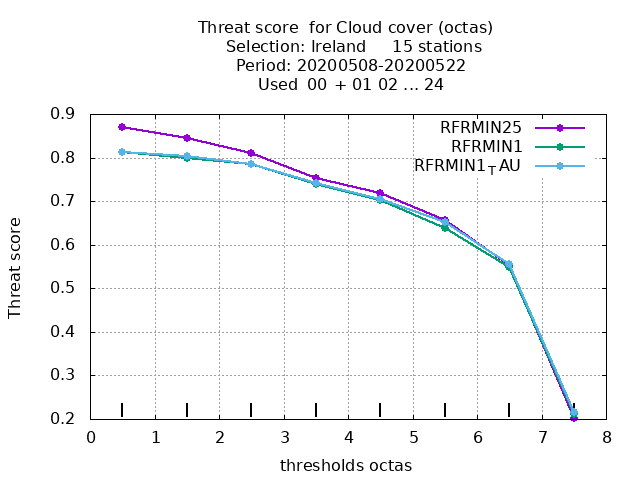 Threat score  for Cloud cover (octas)
Selection: Ireland     15 stations
Period: 20200508-20200522
Used  00  + 01 02 ... 24
RFRMIN25
RFRMIN1
RFRMIN1TAU
Threat score
0.9
0.8
0.7
0.6
0.5
0.4
0.3
0.2
0 1 2 3 4 5 6 7 8
thresholds octas